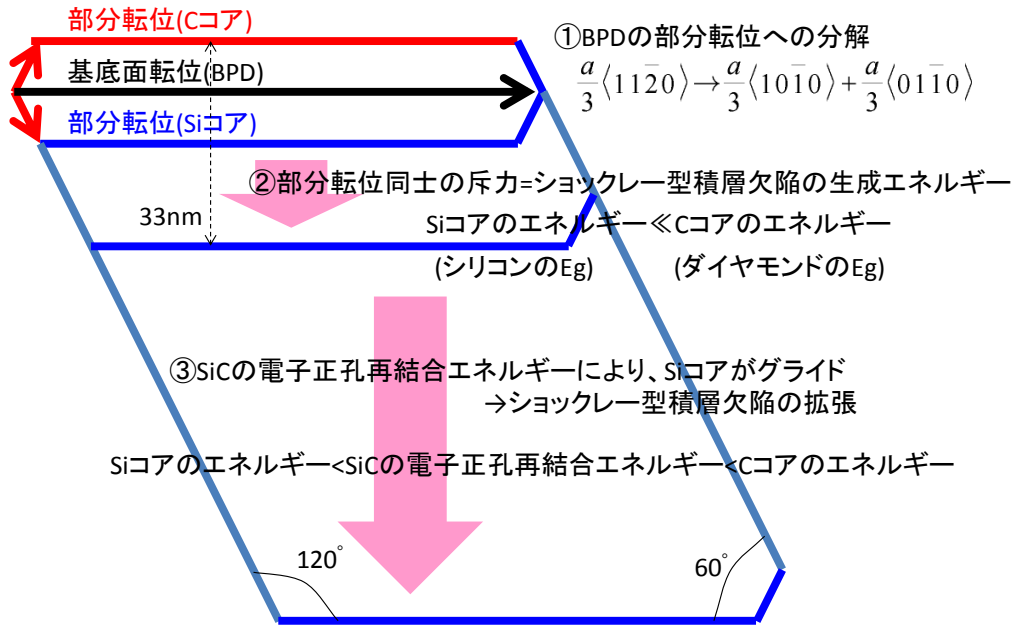 部分転位(Cコア)
①BPDの部分転位への分解
基底面転位(BPD)
a/3⟨112̅0⟩→a/3⟨101̅0⟩+a/3⟨011̅0⟩
部分転位(Siコア)
②部分転位同士の斥力=ショックレー型積層欠陥の生成エネルギー
33nm
Siコアのエネルギー≪Cコアのエネルギー
(シリコンのEg) (ダイヤモンドのEg)
③SiCの電子正孔再結合エネルギーにより、Siコアがグライド
→ショックレー型積層欠陥の拡張
Siコアのエネルギー<SiCの電子正孔再結合エネルギー<Cコアのエネルギー
120°
60°